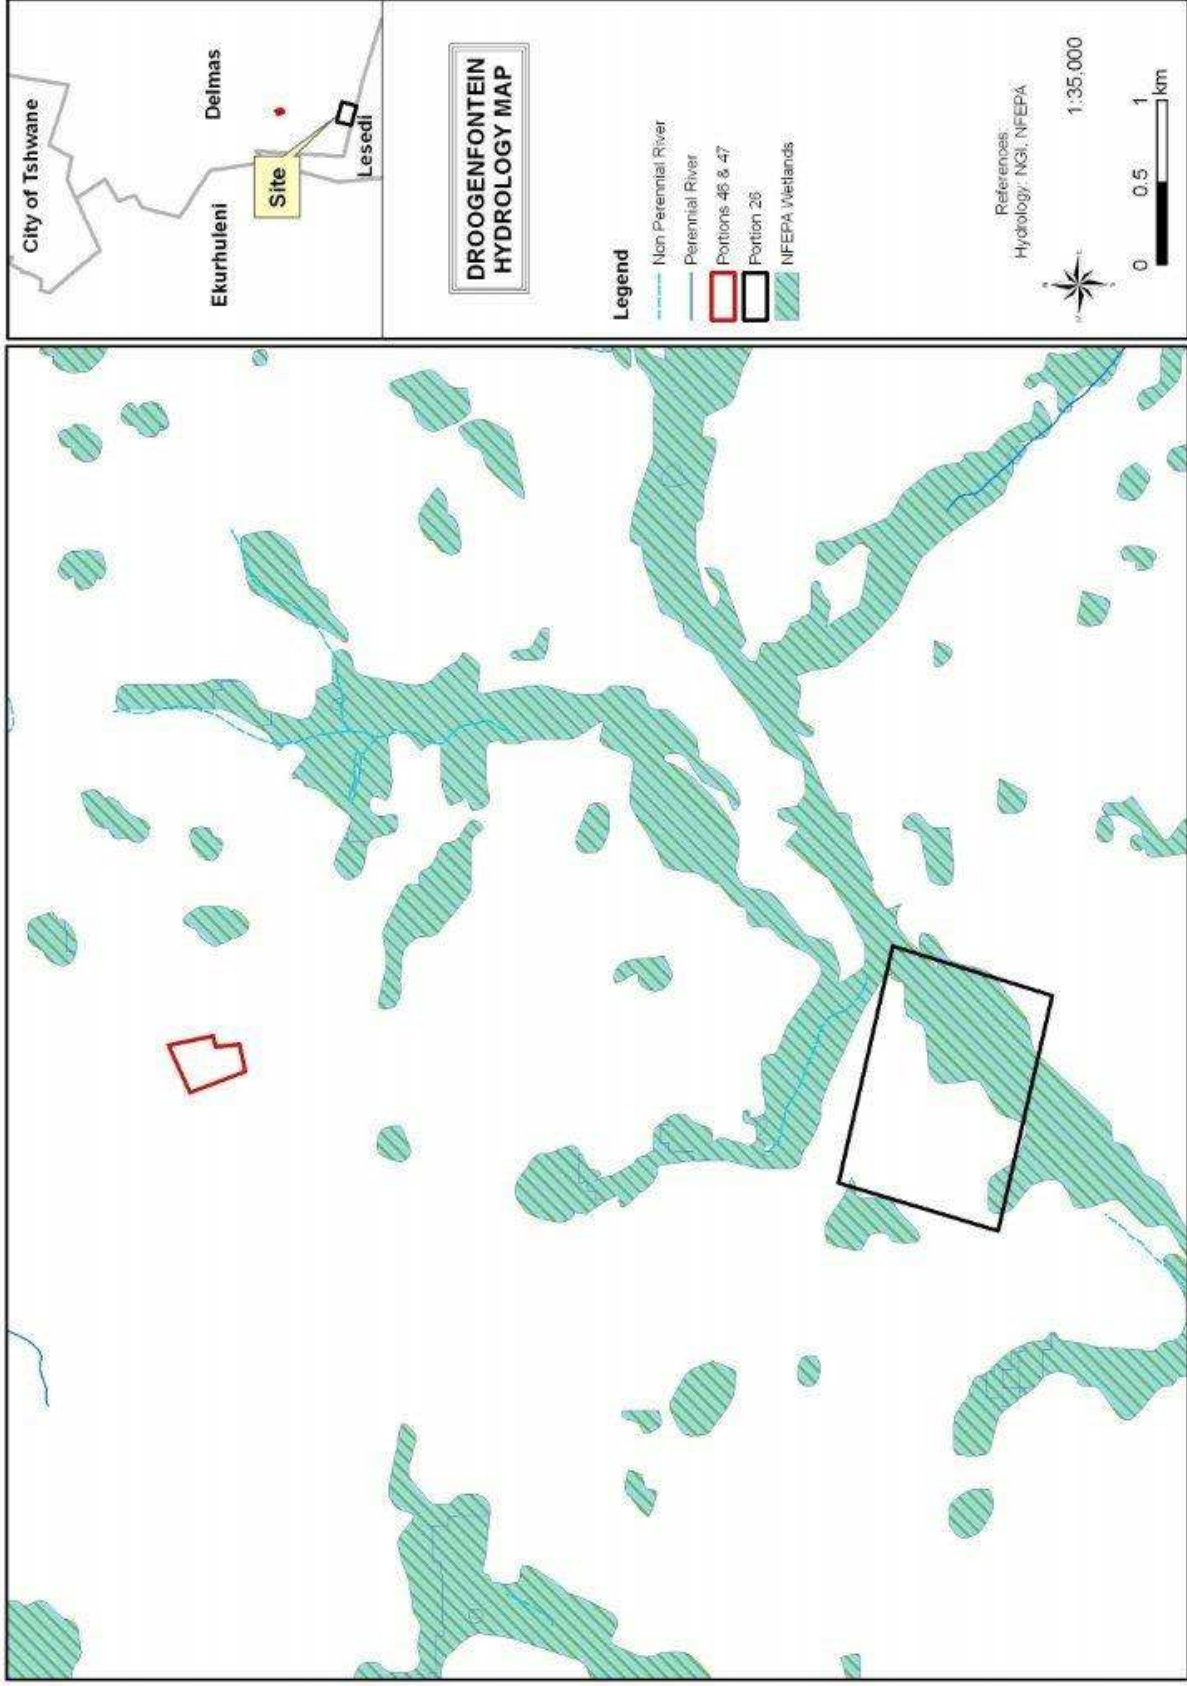 City of Tshwane
Ekurhuleni
Delmas
Site
Lesedi
DROOGENFONTEIN
HYDROLOGY MAP
Legend
Non Perennial River
Perennial River
Portions 46 & 47
Portion 26
NFEPA Wetlands
References:
Hydrology: NGI, NFEPA
1:35,000
0 0.5 1
km